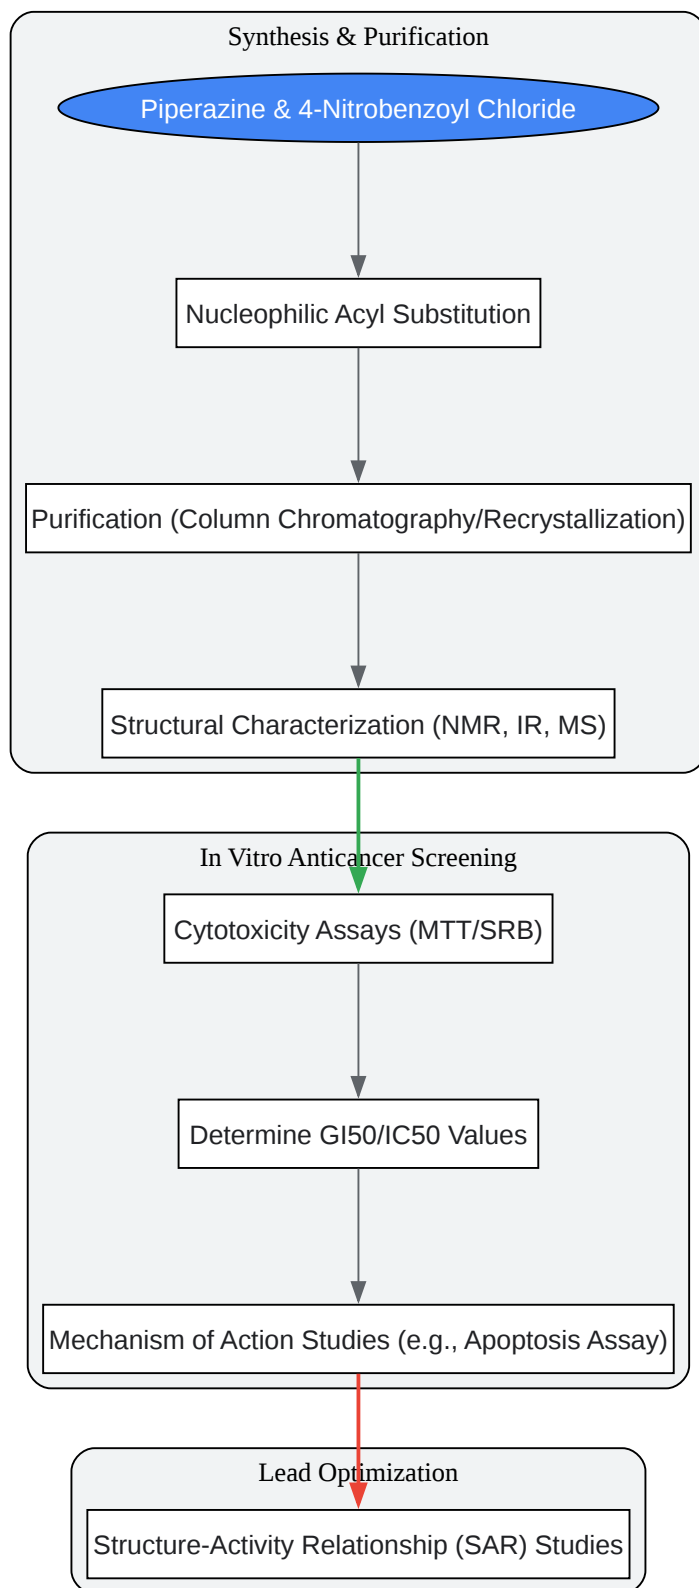 Synthesis & Purification
Piperazine & 4-Nitrobenzoyl Chloride
Nucleophilic Acyl Substitution
Purification (Column Chromatography/Recrystallization)
Structural Characterization (NMR, IR, MS)
In Vitro Anticancer Screening
Cytotoxicity Assays (MTT/SRB)
Determine GI50/IC50 Values
Mechanism of Action Studies (e.g., Apoptosis Assay)
Lead Optimization
Structure-Activity Relationship (SAR) Studies